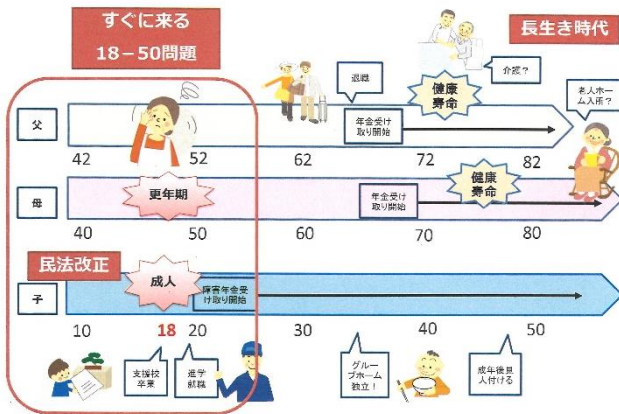 すぐに来る
18－50問題
長生き時代
退職
健康
寿命
介護？
老人ホー
ム入所？
父
年金受け
取り開始
42
52
62
72
82
母
更年期
年金受け
取り開始
健康
寿命
40
50
60
70
80
民法改正
子
成人
障害年金受
け取り開始
10
18
20
30
40
50
支援校
卒業
進学
就職
グルー
プホーム
独立！
成年後見
人付ける